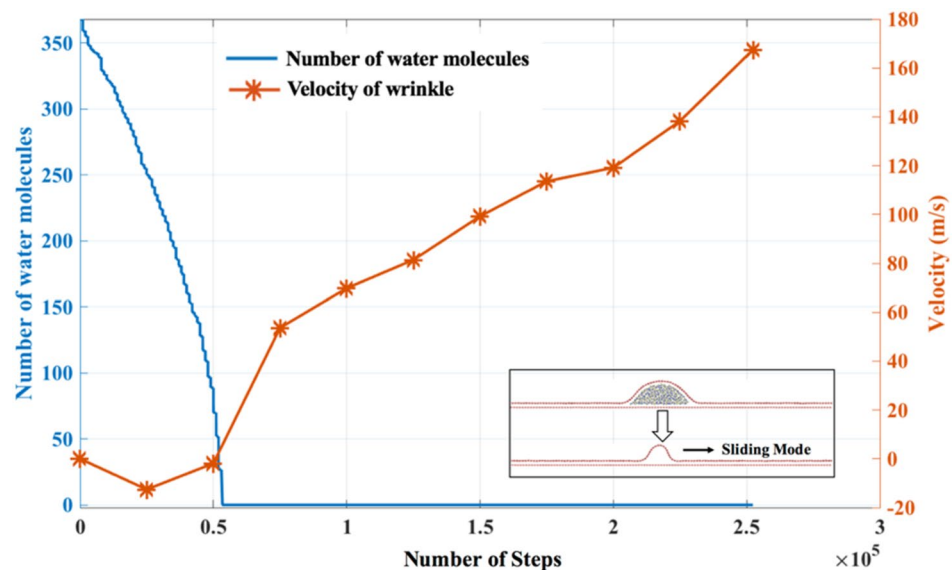 Number of water molecules
Velocity of wrinkle
350
300
250
200
150
100
50
0
Number of water molecules
180
160
140
120
100
80
60
40
20
0
-20
Velocity (m/s)
Sliding Mode
0 0.5 1 1.5 2 2.5 3
Number of Steps
×10^5